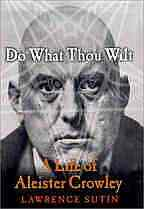 Do What Thou Wilt
A Life of
Aleister Crowley
LAWRENCE SUTIN